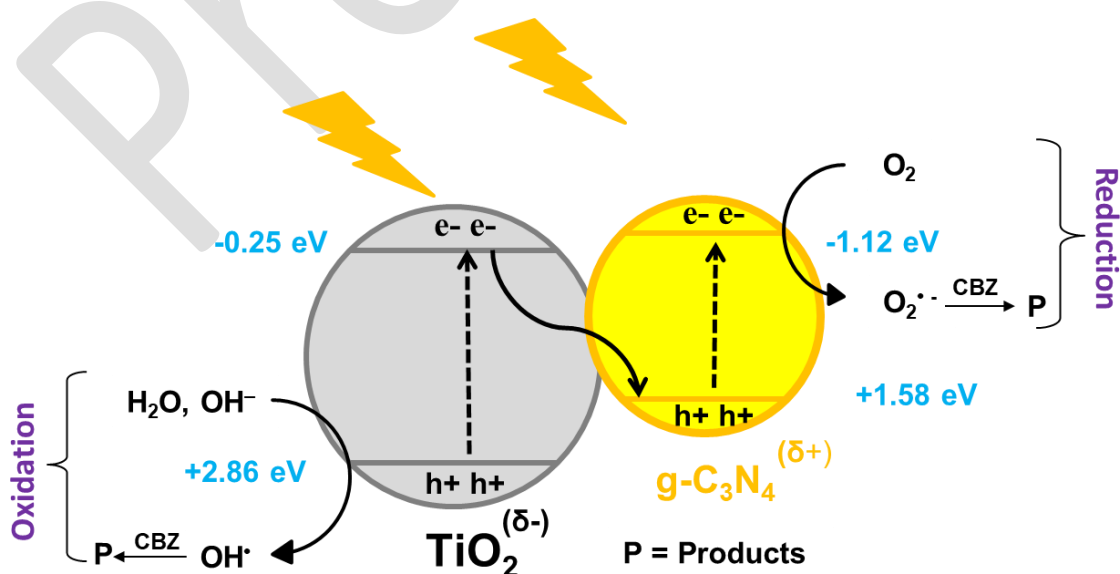 Pr
e- e-
-0.25 eV
e- e-
-1.12 eV
O₂
Reduction
O₂•- CBZ P
H₂O, OH⁻
+1.58 eV
h+ h+
Oxidation
+2.86 eV
h+ h+
g-C₃N₄(δ+)
TiO₂(δ-)
P CBZ OH•
P = Products